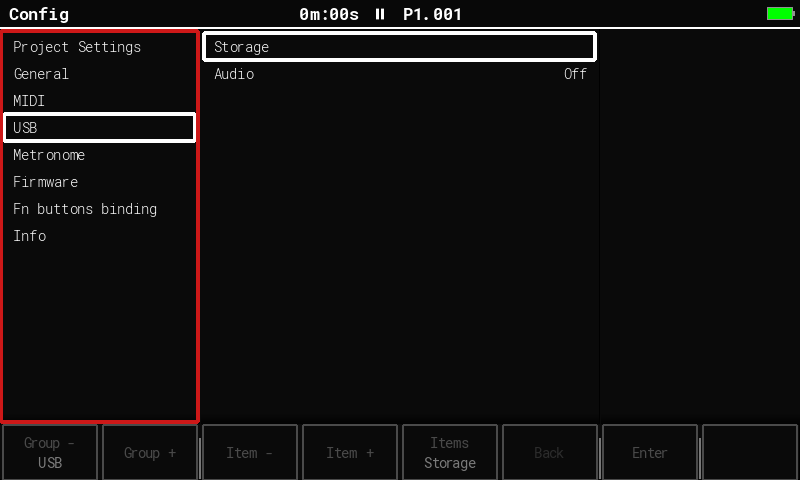 Config 0m:00s P1.001
Project Settings
General
MIDI
USB
Metronome
Firmware
Fn buttons binding
Info
Storage
Audio Off
Group -
USB
Group +
Item -
Item +
Items
Storage
Back
Enter